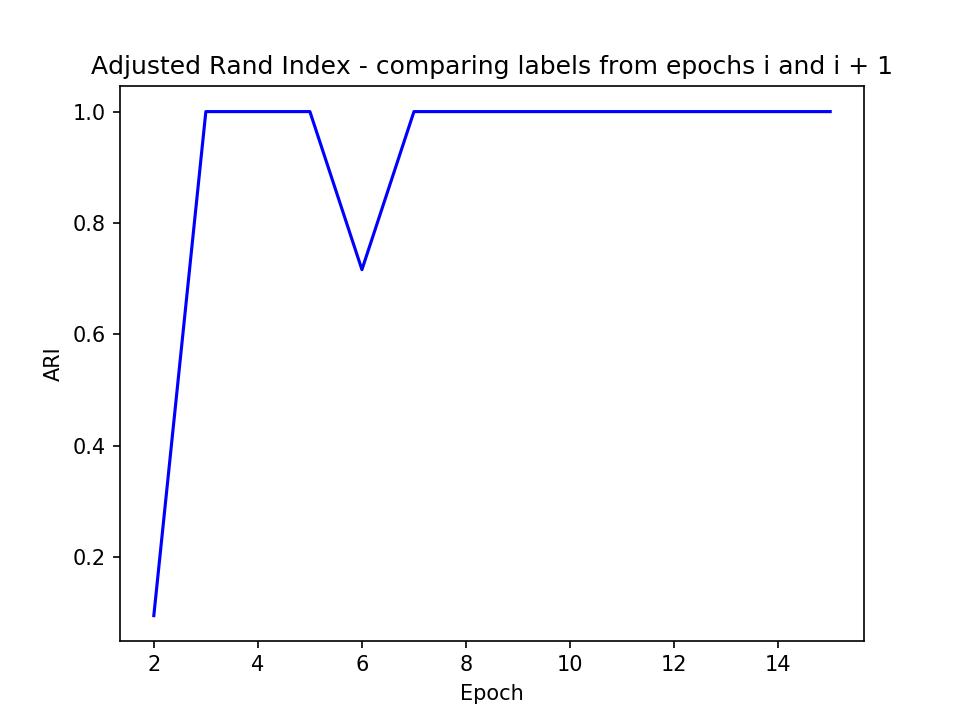 Adjusted Rand Index - comparing labels from epochs i and i + 1
1.0
0.8
0.6
0.4
0.2
ARI
2 4 6 8 10 12 14
Epoch